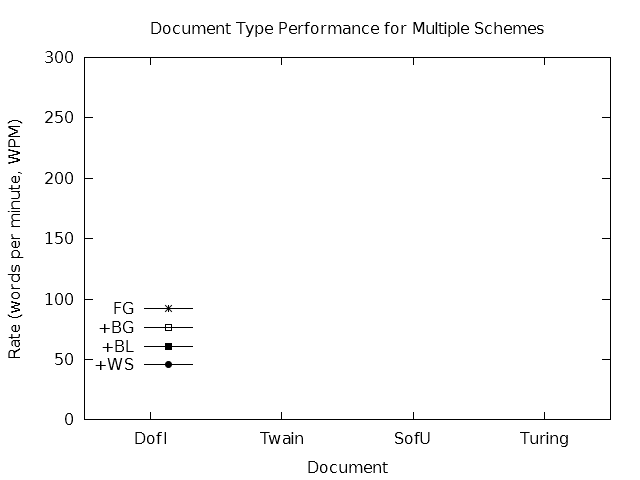 Document Type Performance for Multiple Schemes
Rate (words per minute, WPM)
300
250
200
150
100
50
0
FG
+BG
+BL
+WS
DofI
Twain
SofU
Turing
Document